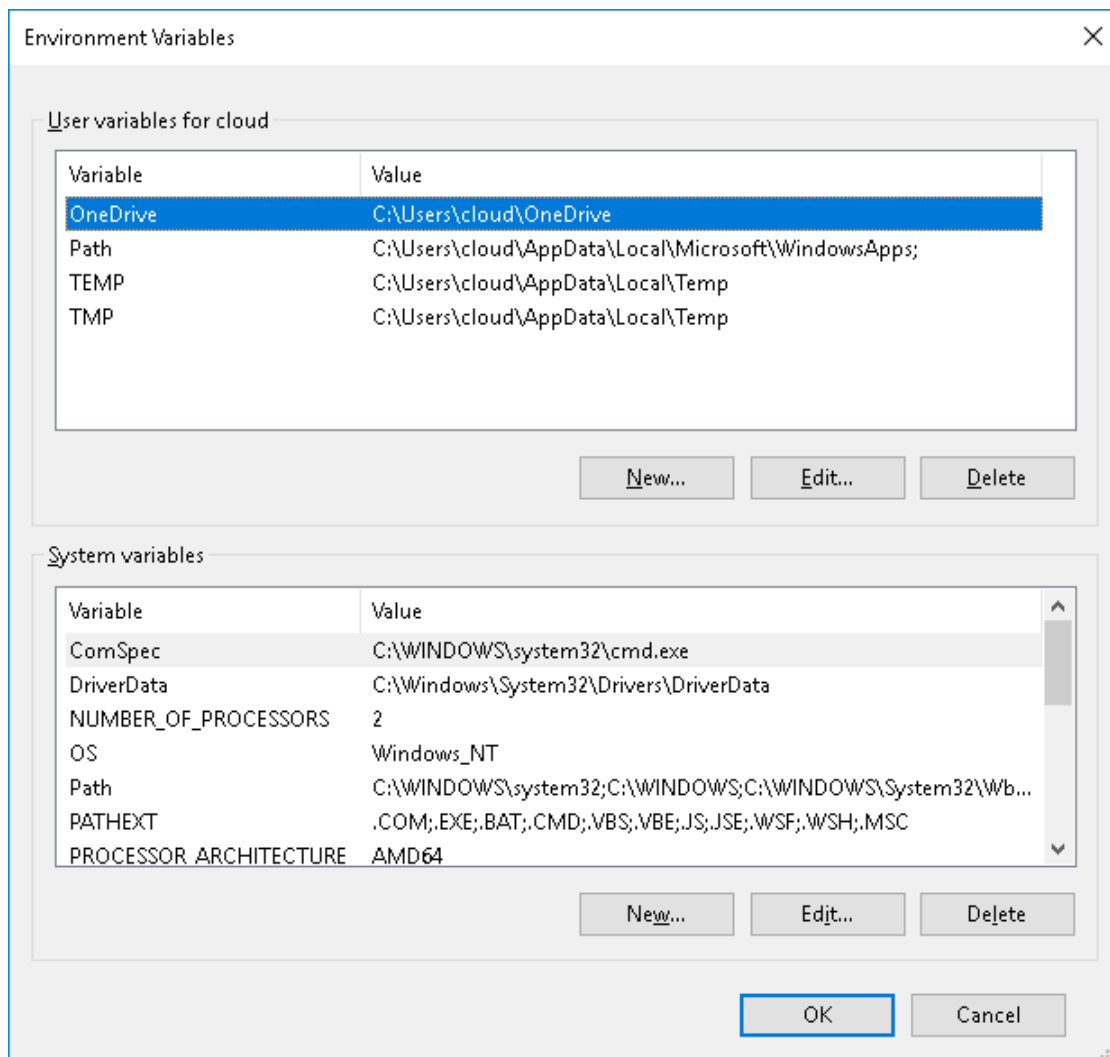 Environment Variables
User variables for cloud
Variable Value
OneDrive C:\Users\cloud\OneDrive
Path C:\Users\cloud\AppData\Local\Microsoft\WindowsApps;
TEMP C:\Users\cloud\AppData\Local\Temp
TMP C:\Users\cloud\AppData\Local\Temp
New... Edit... Delete
System variables
Variable Value
ComSpec C:\WINDOWS\system32\cmd.exe
DriverData C:\Windows\System32\Drivers\DriverData
NUMBER_OF_PROCESSORS 2
OS Windows_NT
Path C:\WINDOWS\system32;C:\WINDOWS;C:\WINDOWS\System32\Wb...
PATHEXT .COM;.EXE;.BAT;.CMD;.VBS;.VBE;.JS;.JSE;.WSF;.WSH;.MSC
PROCESSOR_ARCHITECTURE AMD64
New... Edit... Delete
OK Cancel